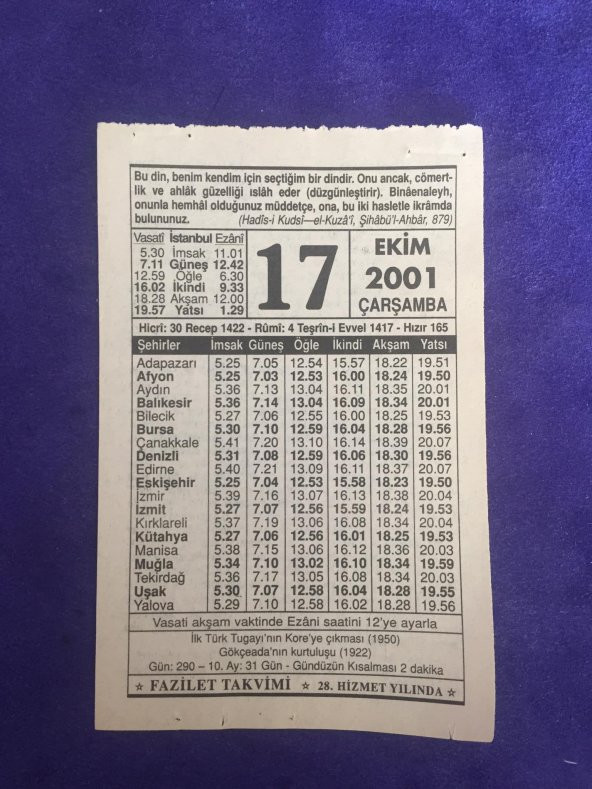 Bu din, benim kendim için seçtiğim bir dindir. Onu ancak, cömert-
lik ve ahlâk güzelliği ıslâh eder (düzgünleştirir). Binâenaleyh,
onunla hemhâl olduğunuz müddetçe, ona, bu iki hasletle ikrâmda
bulununuz. (Hadîs-i Kudsî—el-Kuzâ'î, Şihâbü'l-Ahbâr, 879)
Vasatî İstanbul Ezânî
5.30 İmsak 11.01
7.11 Güneş 12.42
12.59 Öğle 6.30
16.02 İkindi 9.33
18.28 Akşam 12.00
19.57 Yatsı 1.29
17
EKİM
2001
ÇARŞAMBA
Hicrî: 30 Recep 1422 - Rûmî: 4 Teşrîn-i Evvel 1417 - Hızır 165
Şehirler İmsak Güneş Öğle İkindi Akşam Yatsı
Adapazarı 5.25 7.05 12.54 15.57 18.22 19.51
Afyon 5.25 7.03 12.53 16.00 18.24 19.50
Aydın 5.36 7.13 13.04 16.11 18.35 20.01
Balıkesir 5.36 7.14 13.04 16.09 18.34 20.01
Bilecik 5.27 7.06 12.55 16.00 18.25 19.53
Bursa 5.30 7.10 12.59 16.04 18.28 19.56
Çanakkale 5.41 7.20 13.10 16.14 18.39 20.07
Denizli 5.31 7.08 12.59 16.06 18.30 19.56
Edirne 5.40 7.21 13.09 16.11 18.37 20.07
Eskişehir 5.25 7.04 12.53 15.58 18.23 19.50
İzmir 5.39 7.16 13.07 16.13 18.38 20.04
İzmit 5.27 7.07 12.56 15.59 18.24 19.53
Kırklareli 5.37 7.19 13.06 16.08 18.34 20.04
Kütahya 5.27 7.06 12.56 16.01 18.25 19.53
Manisa 5.38 7.15 13.06 16.12 18.36 20.03
Muğla 5.34 7.10 13.02 16.10 18.34 19.59
Tekirdağ 5.36 7.17 13.05 16.08 18.34 20.03
Uşak 5.30 7.07 12.58 16.04 18.28 19.55
Yalova 5.29 7.10 12.58 16.02 18.28 19.56
Vasati akşam vaktinde Ezâni saatini 12'ye ayarla
İlk Türk Tugayı'nın Kore'ye çıkması (1950)
Gökçeada'nın kurtuluşu (1922)
Gün: 290 – 10. Ay: 31 Gün - Gündüzün Kısalması 2 dakika
☆ FAZİLET TAKVİMİ ☆ 28. HİZMET YILINDA ☆